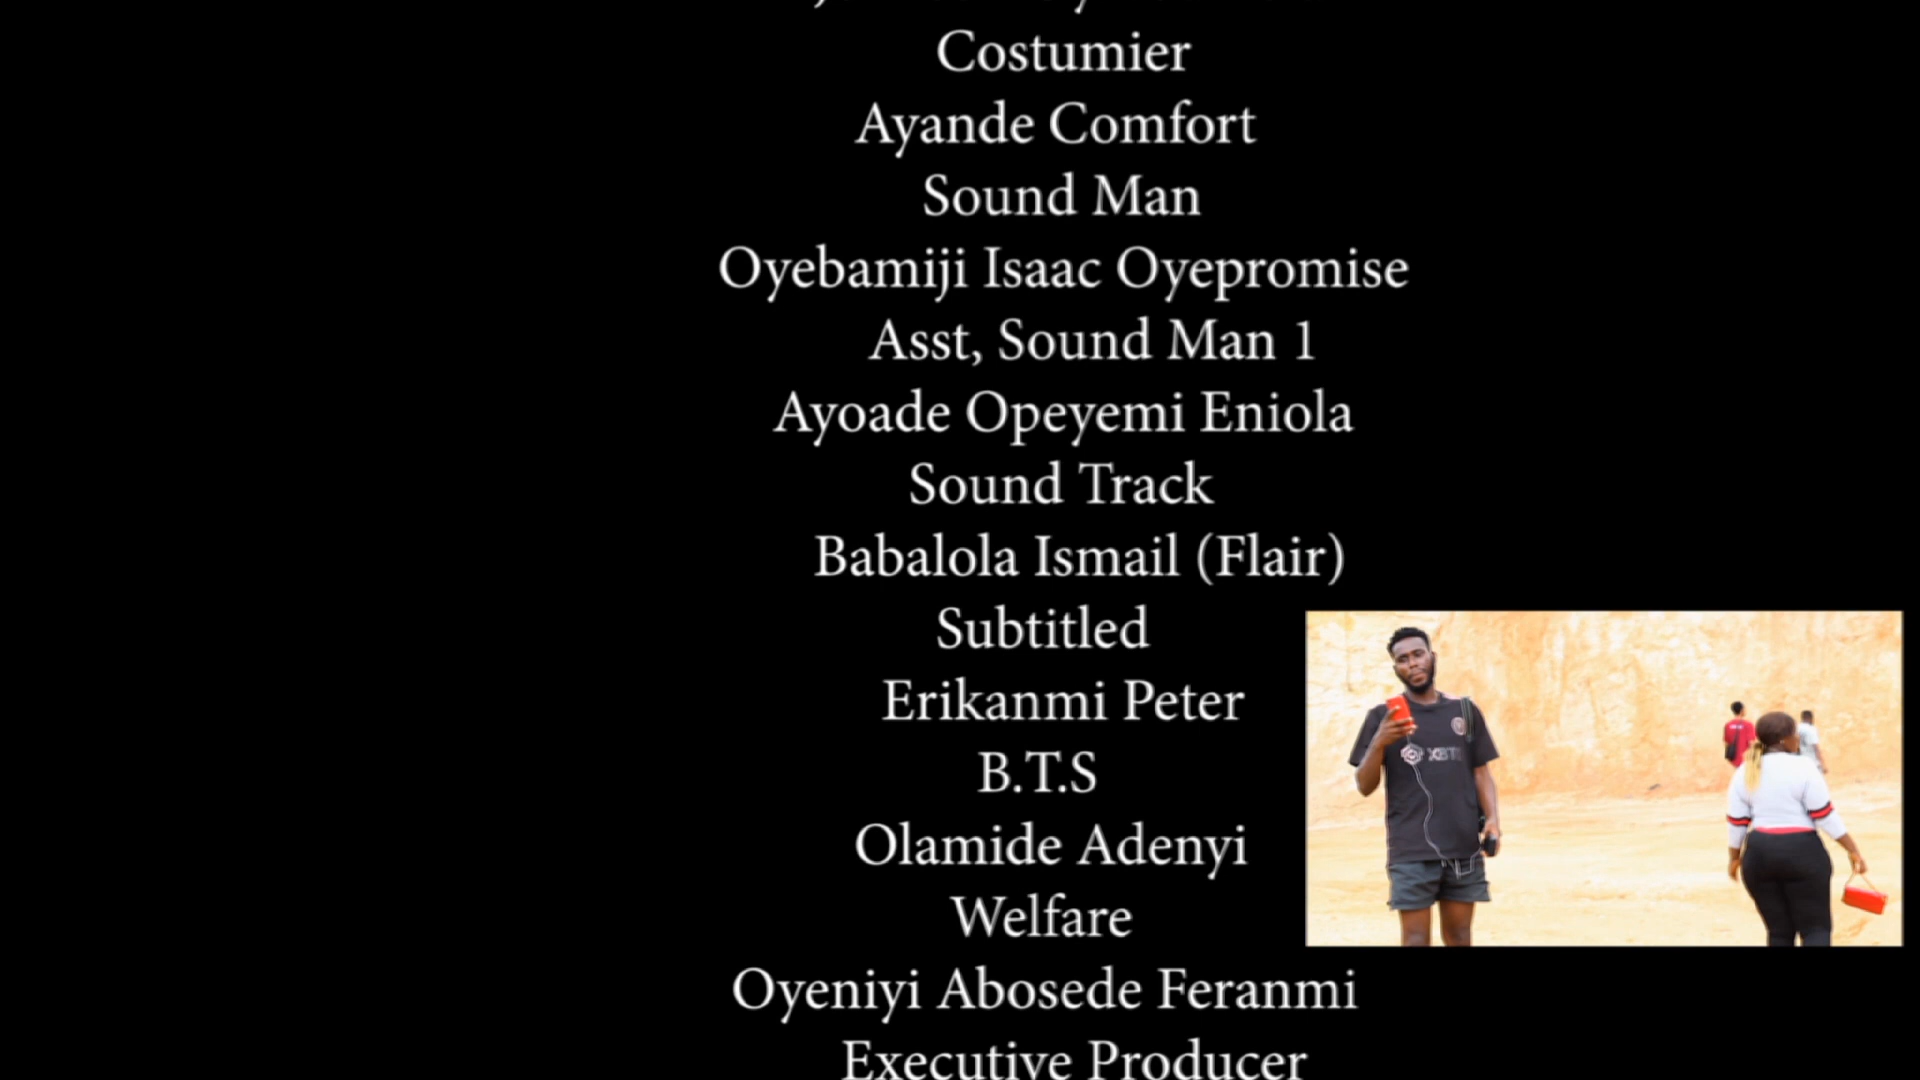 Costumier
Ayande Comfort
Sound Man
Oyebamiji Isaac Oyepromise
Asst, Sound Man 1
Ayoade Opeyemi Eniola
Sound Track
Babalola Ismail (Flair)
Subtitled
Erikanmi Peter
B.T.S
Olamide Adenyi
Welfare
Oyeniyi Abosede Feranmi
Executive Producer